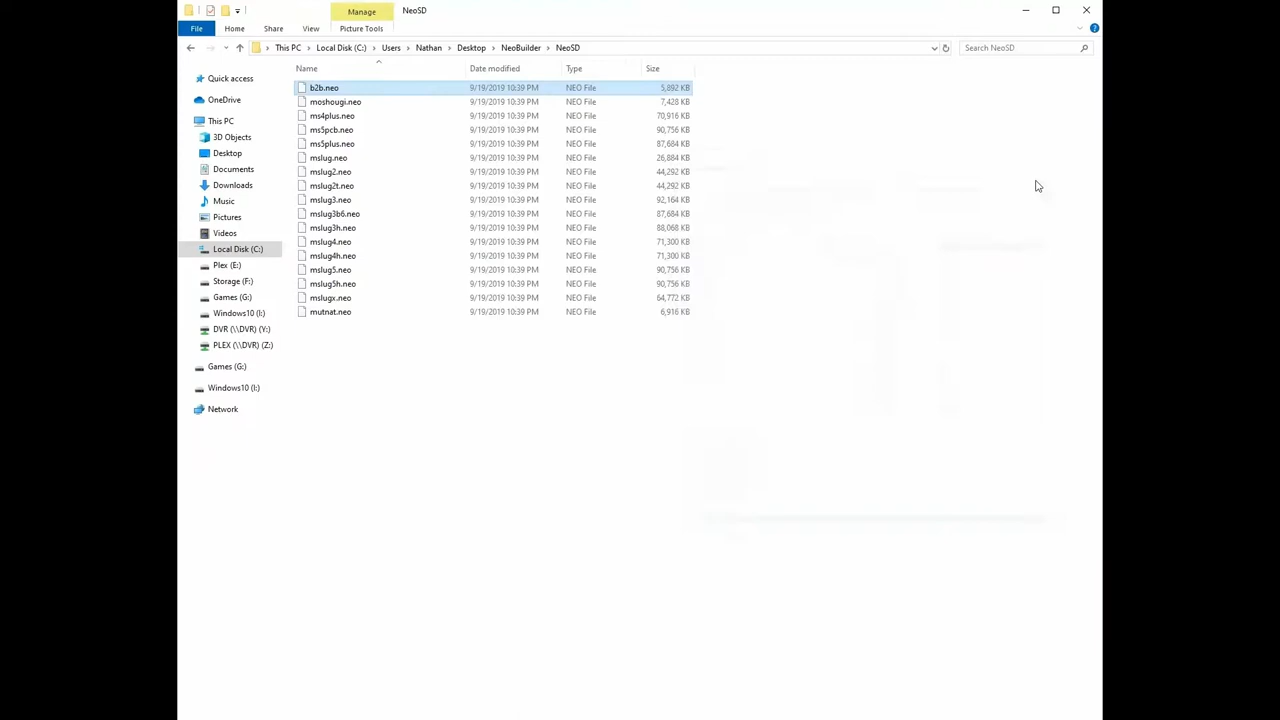 Manage
NeoSD
File
Home
Share
View
Picture Tools
This PC
Local Disk (C:)
Users
Nathan
Desktop
NeoBuilder
NeoSD
Search NeoSD
Name
Date modified
Type
Size
b2b.neo 9/19/2019 10:39 PM NEO File 5,892 KB
moshougi.neo 9/19/2019 10:39 PM NEO File 7,428 KB
ms4plus.neo 9/19/2019 10:39 PM NEO File 70,916 KB
ms5pcb.neo 9/19/2019 10:39 PM NEO File 90,756 KB
ms5plus.neo 9/19/2019 10:39 PM NEO File 87,684 KB
mslug.neo 9/19/2019 10:39 PM NEO File 26,884 KB
mslug2.neo 9/19/2019 10:39 PM NEO File 44,292 KB
mslug2t.neo 9/19/2019 10:39 PM NEO File 44,292 KB
mslug3.neo 9/19/2019 10:39 PM NEO File 92,164 KB
mslug3b6.neo 9/19/2019 10:39 PM NEO File 87,684 KB
mslug3h.neo 9/19/2019 10:39 PM NEO File 88,068 KB
mslug4.neo 9/19/2019 10:39 PM NEO File 71,300 KB
mslug4h.neo 9/19/2019 10:39 PM NEO File 71,300 KB
mslug5.neo 9/19/2019 10:39 PM NEO File 90,756 KB
mslug5h.neo 9/19/2019 10:39 PM NEO File 90,756 KB
mslugx.neo 9/19/2019 10:39 PM NEO File 64,772 KB
mutnat.neo 9/19/2019 10:39 PM NEO File 6,916 KB
Quick access
OneDrive
This PC
3D Objects
Desktop
Documents
Downloads
Music
Pictures
Videos
Local Disk (C:)
Plex (E:)
Storage (F:)
Games (G:)
Windows10 (I:)
DVR (\\DVR) (Y:)
PLEX (\\DVR) (Z:)
Games (G:)
Windows10 (I:)
Network